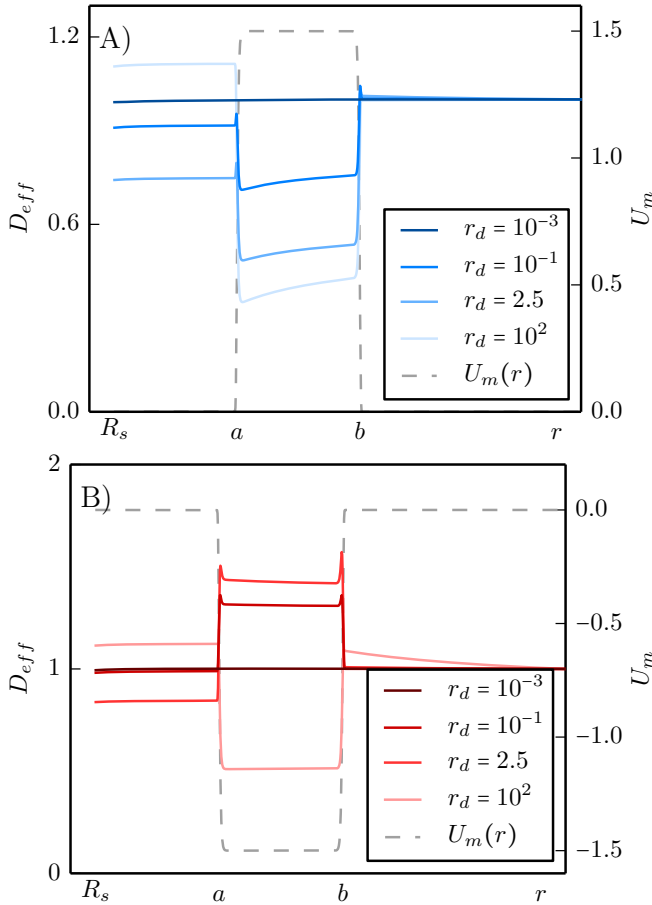 A)
1.2
0.6
0.0
D_eff
1.5
1.0
0.5
0.0
U_m
r_d = 10^-3
r_d = 10^-1
r_d = 2.5
r_d = 10^2
U_m(r)
R_s a b r
B)
2
1
0
D_eff
0.0
−0.5
−1.0
−1.5
U_m
r_d = 10^-3
r_d = 10^-1
r_d = 2.5
r_d = 10^2
U_m(r)
R_s a b r